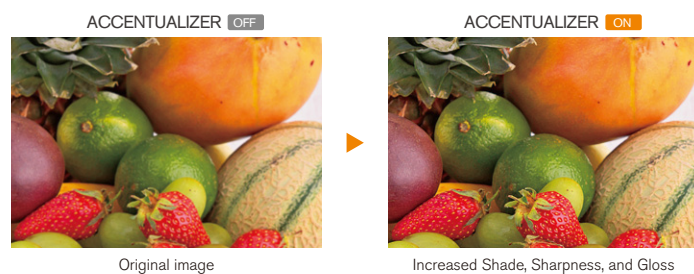 ACCENTUALIZER OFF
ACCENTUALIZER ON
Original image
Increased Shade, Sharpness, and Gloss